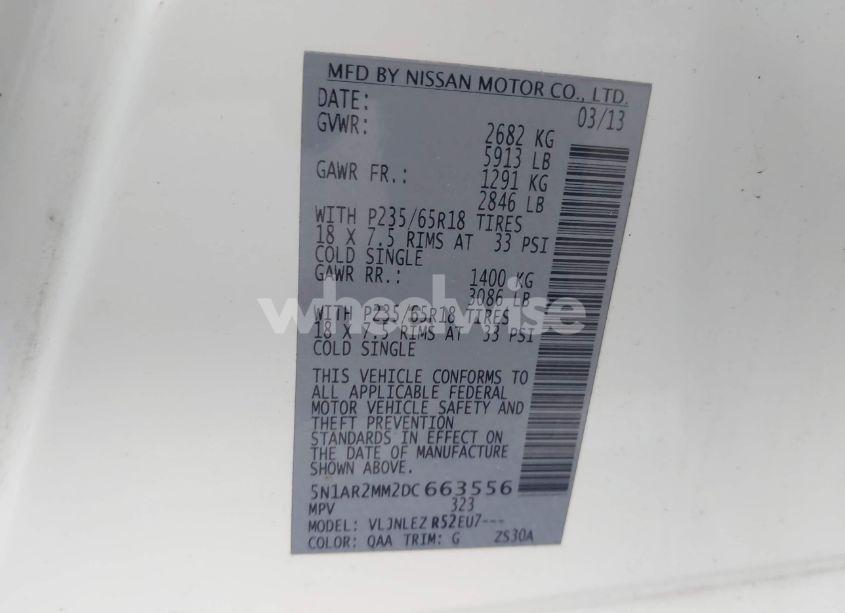 MFD BY NISSAN MOTOR CO., LTD.
DATE: 03/13
GVWR: 2682 KG
5913 LB
GAWR FR.: 1291 KG
2846 LB
WITH P235/65R18 TIRES
18 X 7.5 RIMS AT 33 PSI
COLD SINGLE
GAWR RR.: 1400 KG
3086 LB
WITH P235/65R18 TIRES
18 X 7.5 RIMS AT 33 PSI
COLD SINGLE
THIS VEHICLE CONFORMS TO
ALL APPLICABLE FEDERAL
MOTOR VEHICLE SAFETY AND
THEFT PREVENTION
STANDARDS IN EFFECT ON
THE DATE OF MANUFACTURE
SHOWN ABOVE.
5N1AR2MM2DC663556
MPV 323
MODEL: VLJNLEZ R52EU7---
COLOR: QAA TRIM: G ZS30A